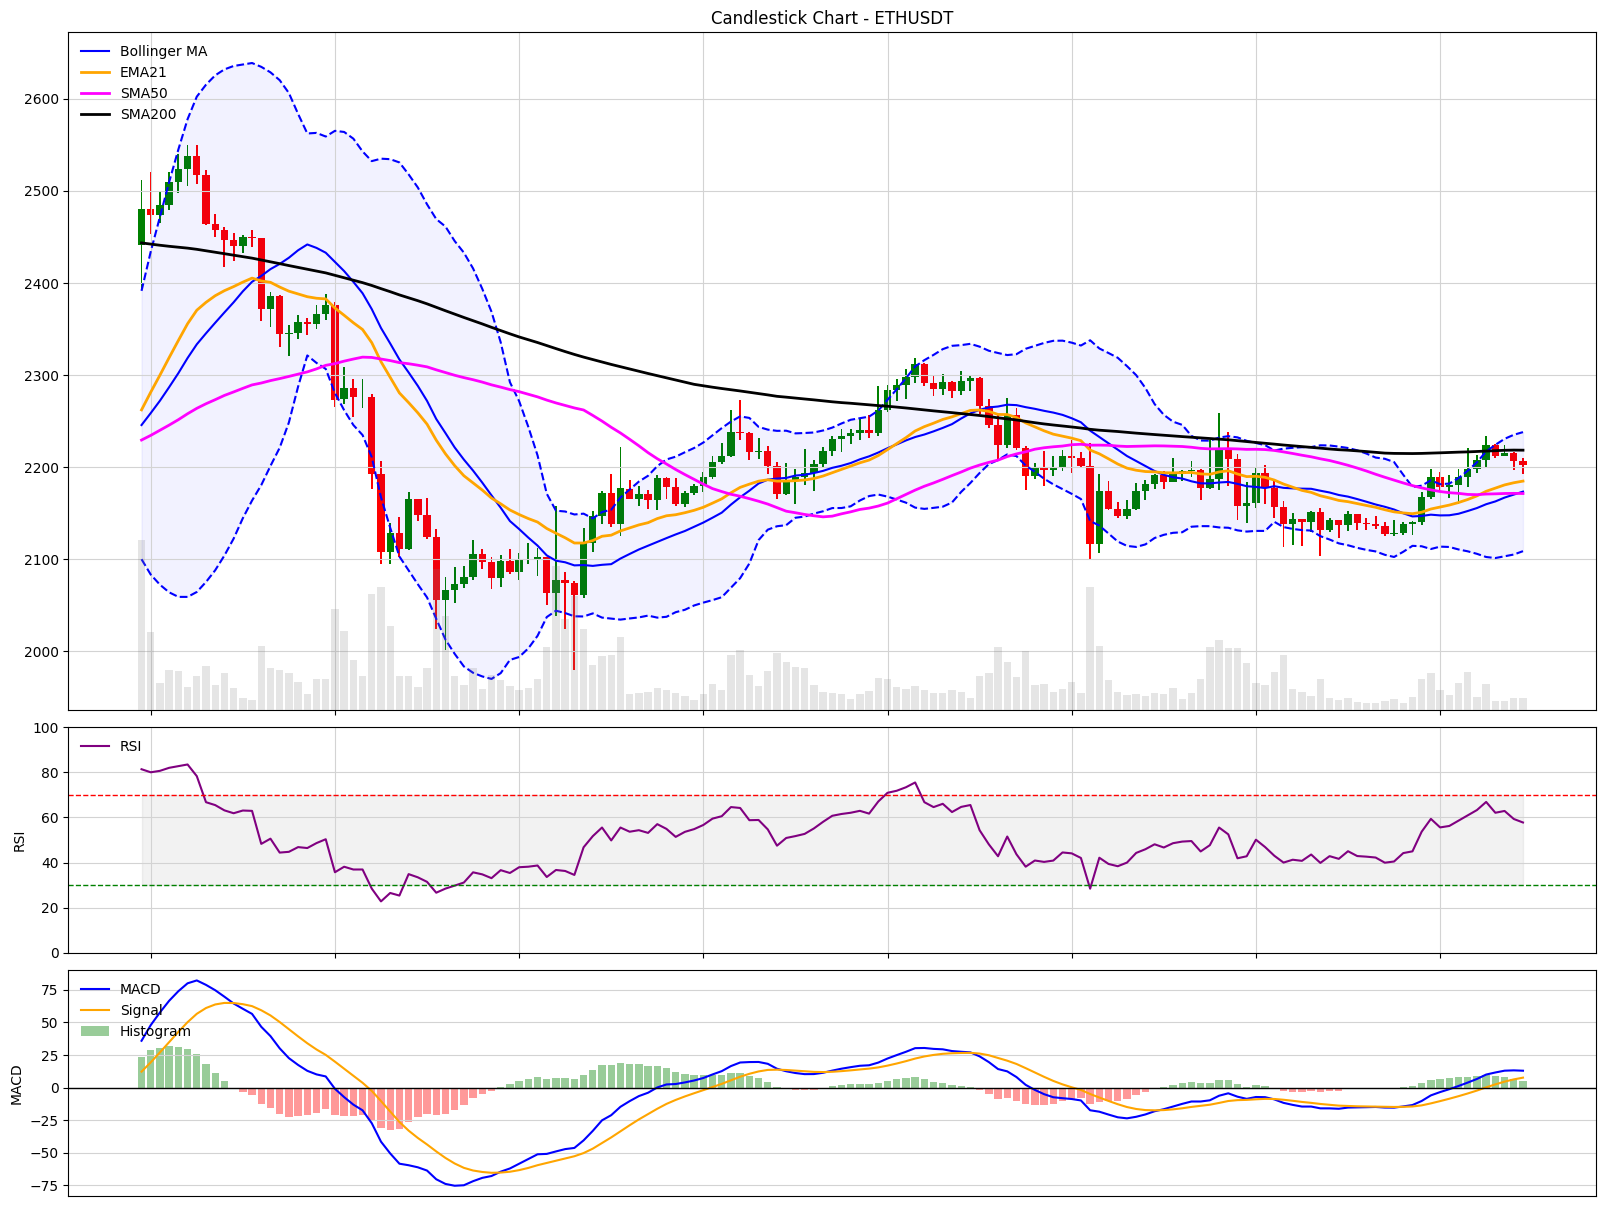 Candlestick Chart - ETHUSDT
Bollinger MA
EMA21
SMA50
SMA200
2600
2500
2400
2300
2200
2100
2000
RSI
100
80
60
40
20
0
RSI
MACD
Signal
Histogram
75
50
25
0
−25
−50
−75
MACD